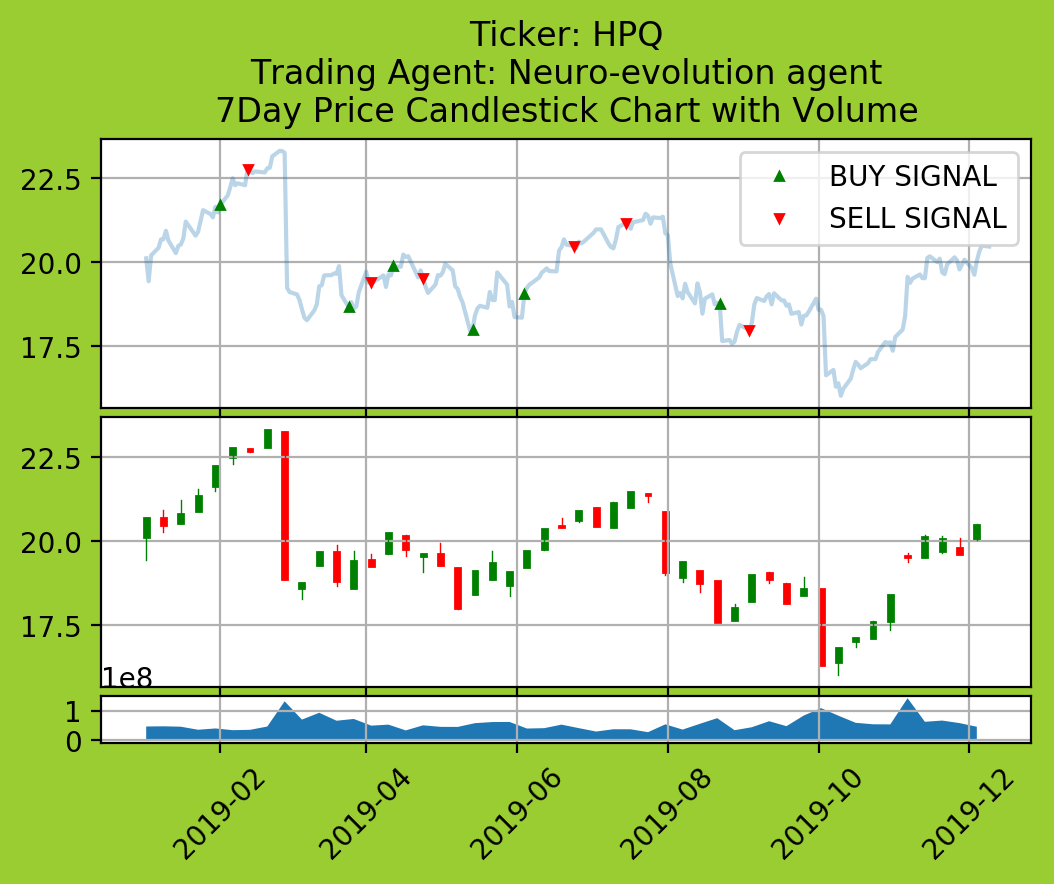 Ticker: HPQ
Trading Agent: Neuro-evolution agent
7Day Price Candlestick Chart with Volume
22.5
20.0
17.5
BUY SIGNAL
SELL SIGNAL
22.5
20.0
17.5
1e8
1
0
2019-02
2019-04
2019-06
2019-08
2019-10
2019-12